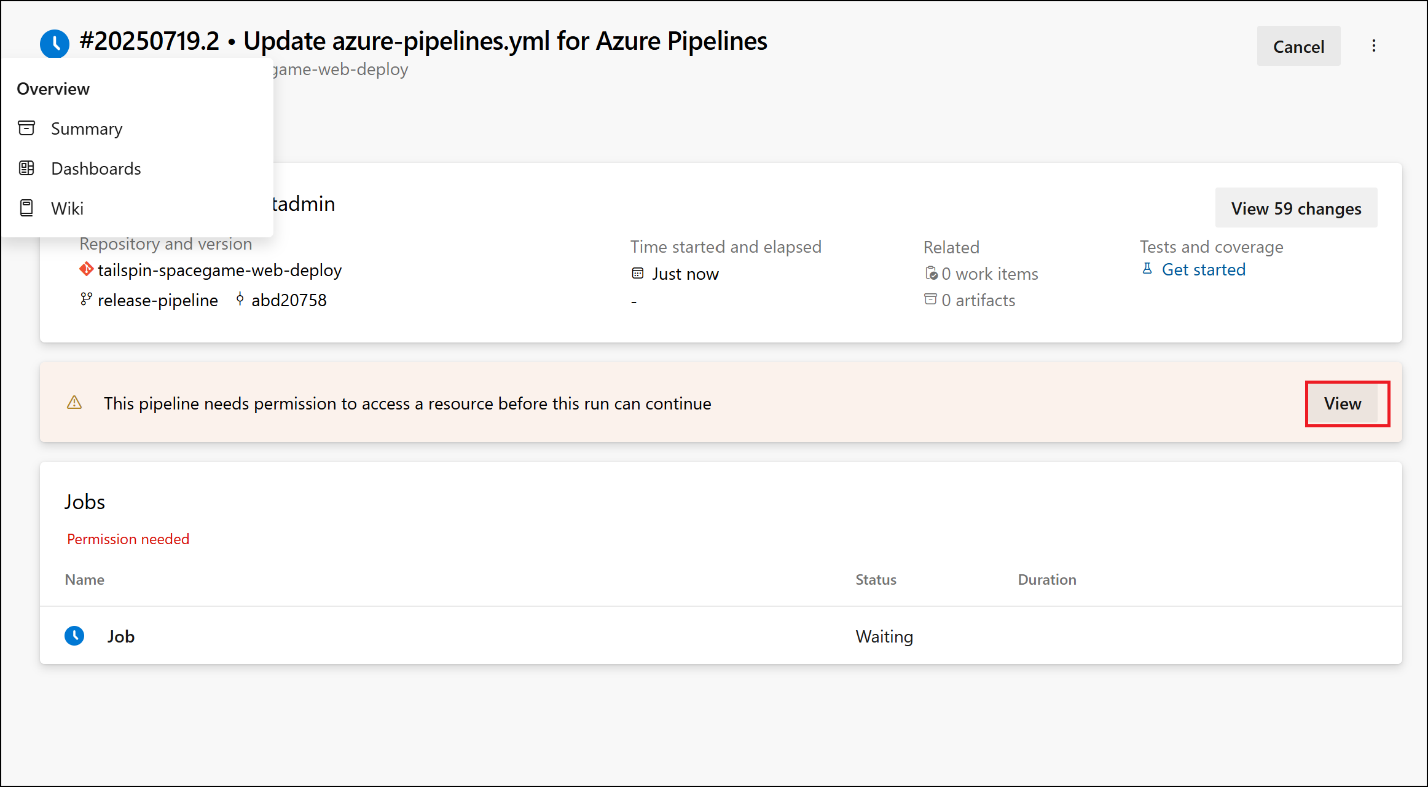 #20250719.2 • Update azure-pipelines.yml for Azure Pipelines
Cancel
game-web-deploy
Overview
Summary
Dashboards
Wiki
tadmin
View 59 changes
Repository and version
tailspin-spacegame-web-deploy
release-pipeline abd20758
Time started and elapsed
Just now
-
Related
0 work items
0 artifacts
Tests and coverage
Get started
This pipeline needs permission to access a resource before this run can continue
View
Jobs
Permission needed
Name Status Duration
Job Waiting